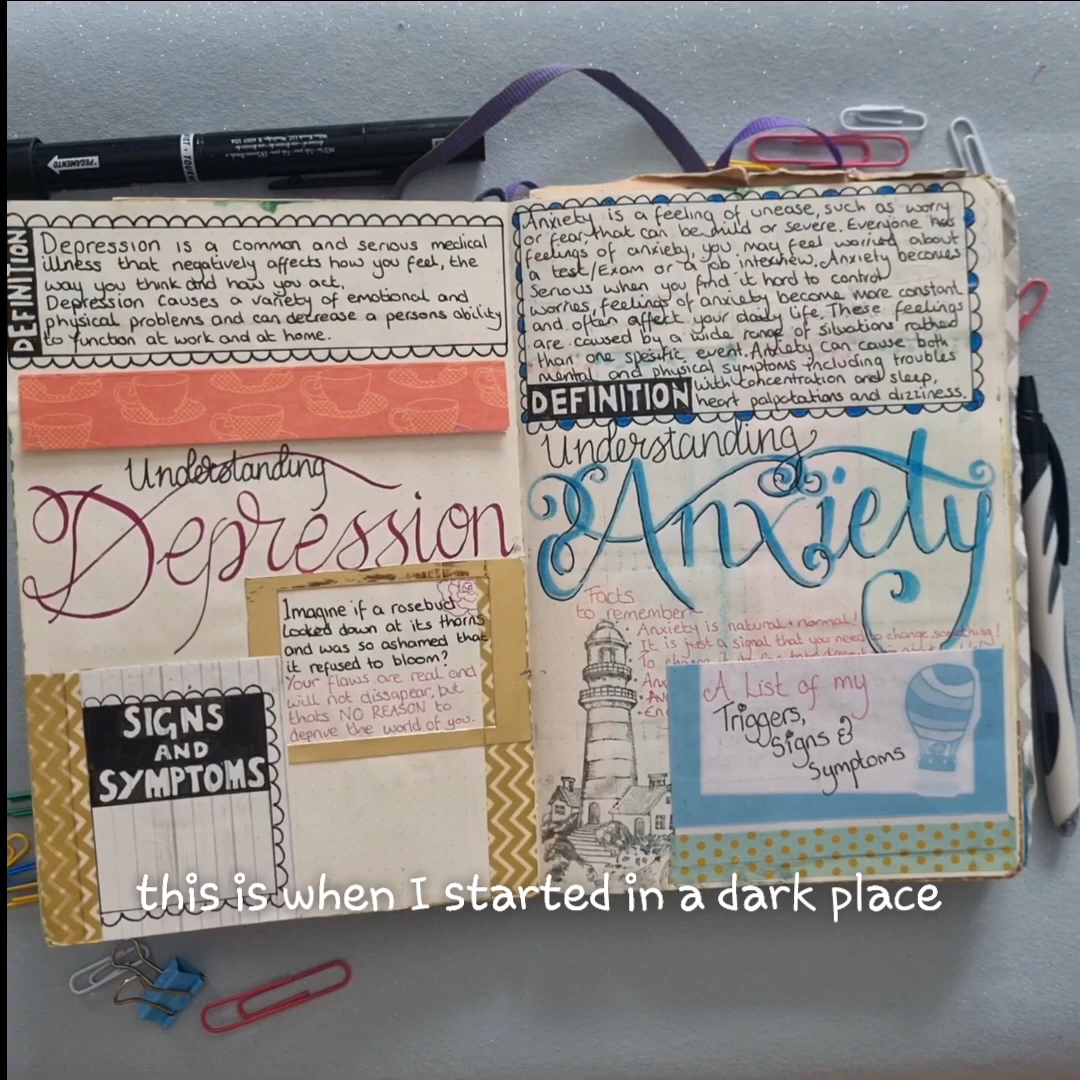 PEGAMENTO
DEFINITION
Depression is a common and serious medical
illness that negatively affects how you feel, the
way you think and how you act.
Depression causes a variety of emotional and
physical problems and can decrease a persons ability
to function at work and at home.
Understanding
Depression
Imagine if a rosebud
looked down at its thorns
and was so ashamed that
it refused to bloom?
Your flaws are real and
will not dissapear, but
thats NO REASON to
deprive the world of you.
SIGNS
AND
SYMPTOMS
Anxiety is a feeling of unease, such as worry
or fear, that can be mild or severe. Everyone has
feelings of anxiety, you may feel worried about
a test/Exam or a job interview. Anxiety becomes
serious when you find it hard to control
worries, feelings of anxiety become more constant
and often affect your daily life. These feelings
are caused by a wide range of situations rathed
than one spesific event. Anxiety can cause both
mental and physical symptoms including troubles
with concentration and sleep,
DEFINITION
heart palpatations and dizziness.
Understanding
Anxiety
Facts
to remember
• Anxiety is natural + normal!
It is just a signal that you need to change something!
A List of my
Triggers,
Signs &
Symptoms
this is when I started in a dark place